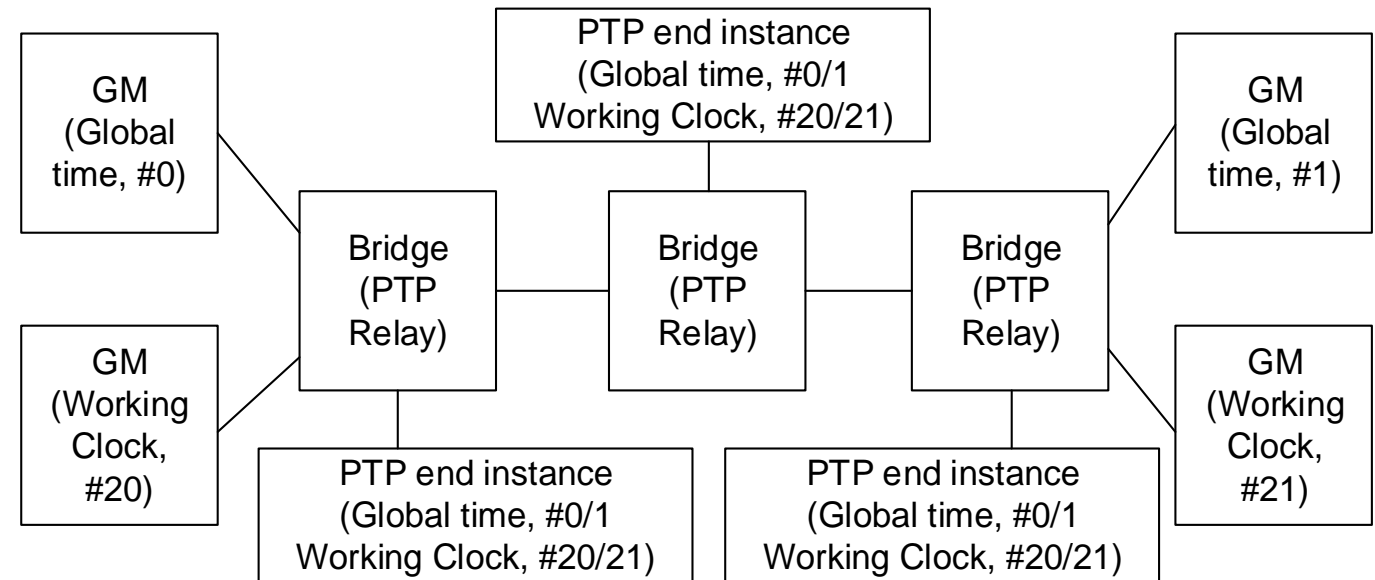 GM
(Global
time, #0)
PTP end instance
(Global time, #0/1
Working Clock, #20/21)
GM
(Global
time, #1)
Bridge
(PTP
Relay)
Bridge
(PTP
Relay)
Bridge
(PTP
Relay)
GM
(Working
Clock,
#20)
GM
(Working
Clock,
#21)
PTP end instance
(Global time, #0/1
Working Clock, #20/21)
PTP end instance
(Global time, #0/1
Working Clock, #20/21)